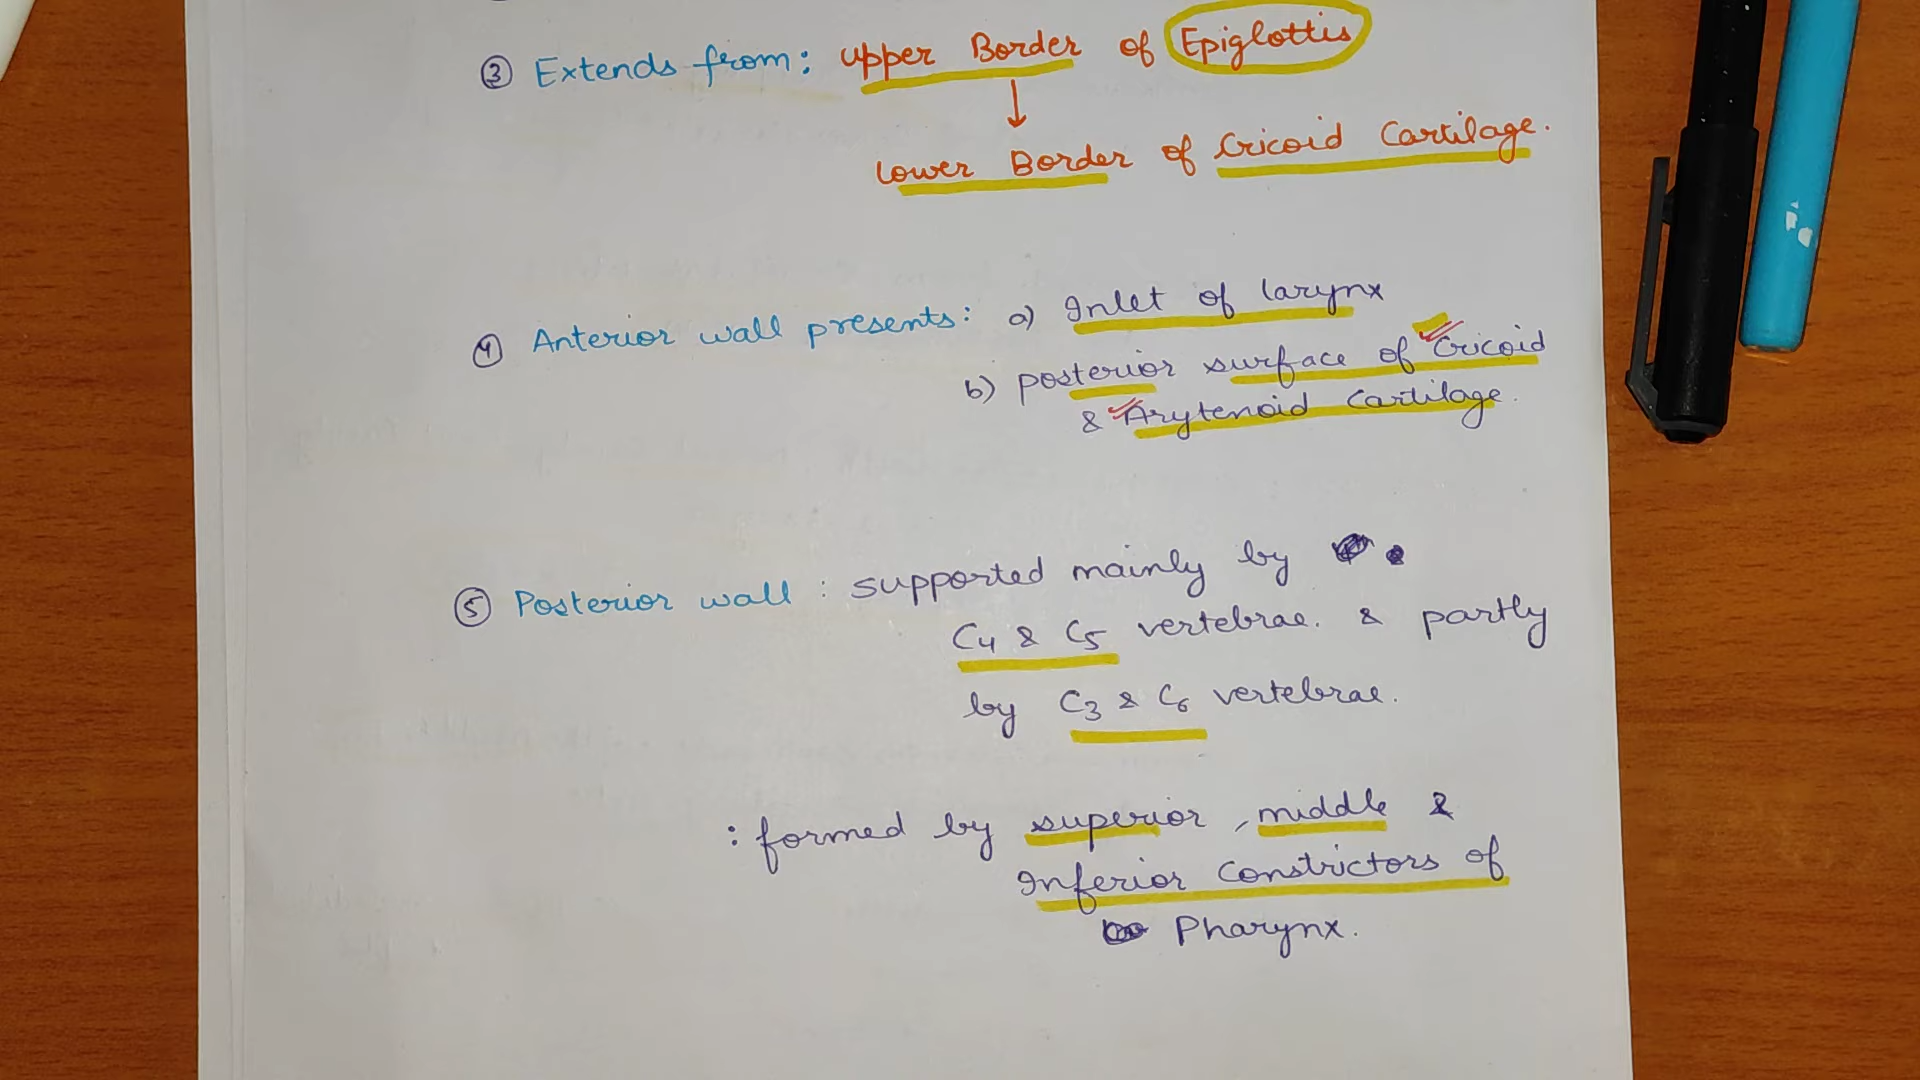 ③ Extends from: upper Border of Epiglottis
↓
lower Border of Cricoid Cartilage.
④ Anterior wall presents: a) Inlet of larynx
b) posterior surface of Cricoid
& Arytenoid Cartilage.
⑤ Posterior wall : supported mainly by
C4 & C5 vertebrae. & partly
by C3 & C6 vertebrae.
: formed by superior, middle &
Inferior Constrictors of
Pharynx.